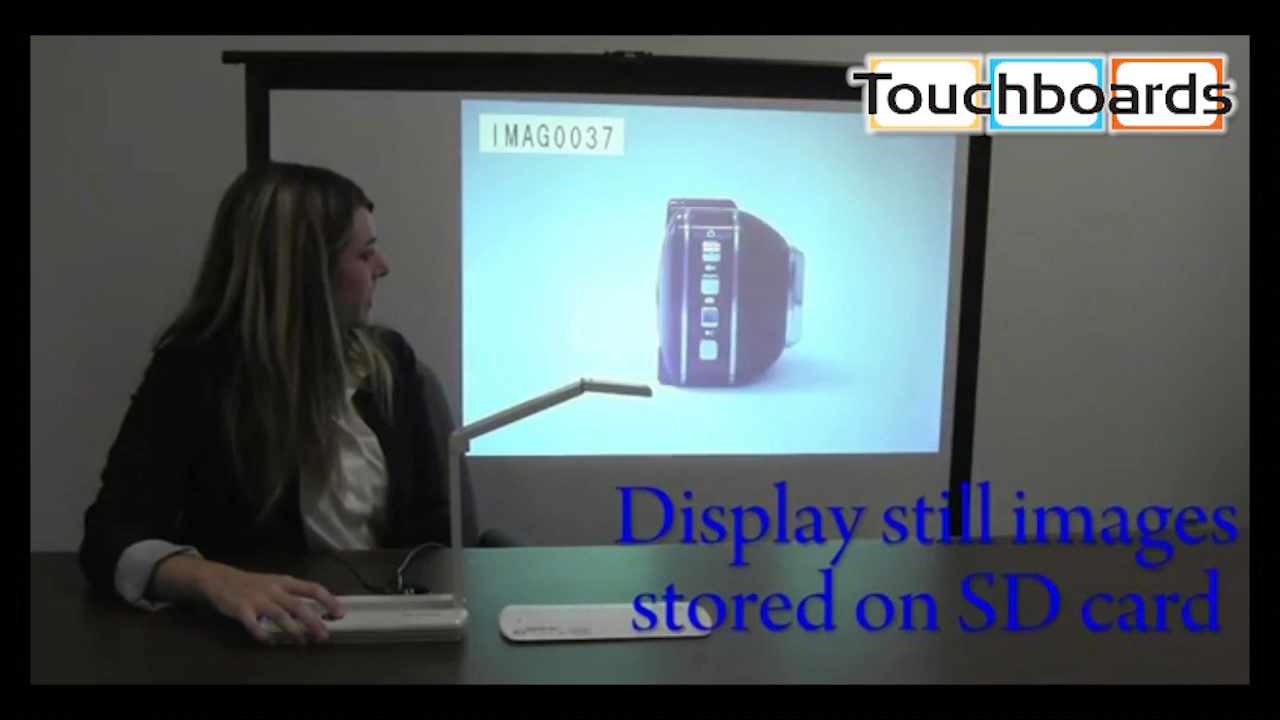 Touchboards
IMAG0037
Display still images
stored on SD card